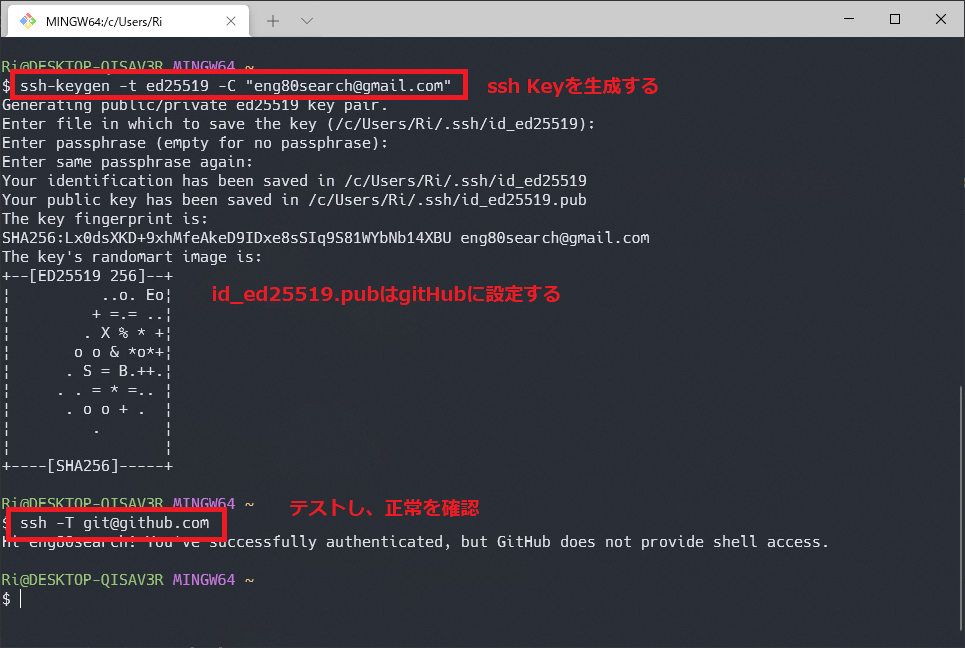 MINGW64:/c/Users/Ri
Ri@DESKTOP-QISAV3R MINGW64 ~
$ ssh-keygen -t ed25519 -C "eng80search@gmail.com" ssh Keyを生成する
Generating public/private ed25519 key pair.
Enter file in which to save the key (/c/Users/Ri/.ssh/id_ed25519):
Enter passphrase (empty for no passphrase):
Enter same passphrase again:
Your identification has been saved in /c/Users/Ri/.ssh/id_ed25519
Your public key has been saved in /c/Users/Ri/.ssh/id_ed25519.pub
The key fingerprint is:
SHA256:Lx0dsXKD+9xhMfeAkeD9IDxe8sSIq9S81WYbNb14XBU eng80search@gmail.com
The key's randomart image is:
+--[ED25519 256]--+
¦          ..o. Eo¦ id_ed25519.pubはgitHubに設定する
¦         + =.= ..¦
¦        . X % * +¦
¦       o o & *o*+¦
¦      . S = B.++.¦
¦     . . = * =.. ¦
¦      . o o + .  ¦
¦         .       ¦
¦                 ¦
+----[SHA256]-----+
Ri@DESKTOP-QISAV3R MINGW64 ~ テストし、正常を確認
$ ssh -T git@github.com
Hi eng80search! You've successfully authenticated, but GitHub does not provide shell access.
Ri@DESKTOP-QISAV3R MINGW64 ~
$